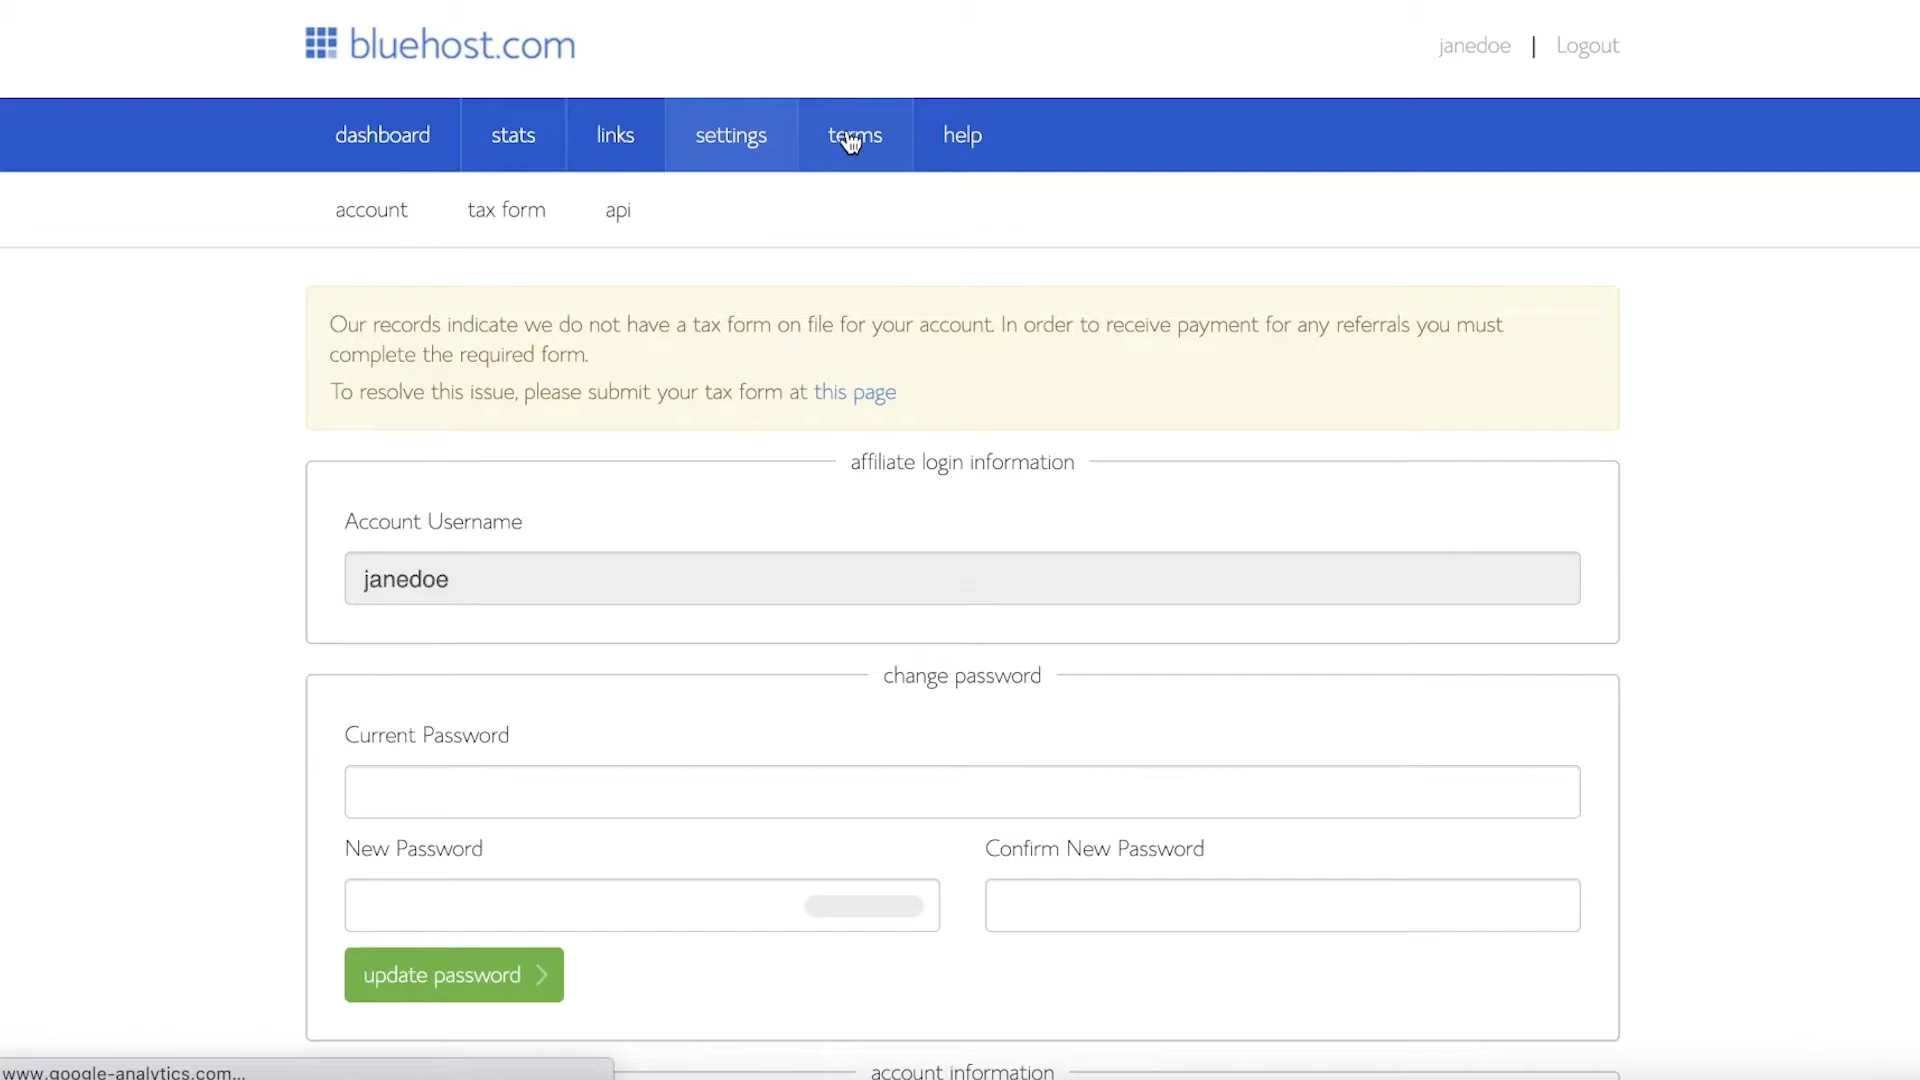 bluehost.com
janedoe | Logout
dashboard stats links settings terms help
account tax form api
Our records indicate we do not have a tax form on file for your account. In order to receive payment for any referrals you must
complete the required form.
To resolve this issue, please submit your tax form at this page
affiliate login information
Account Username
janedoe
change password
Current Password
New Password Confirm New Password
update password
www.google-analytics.com...
account information